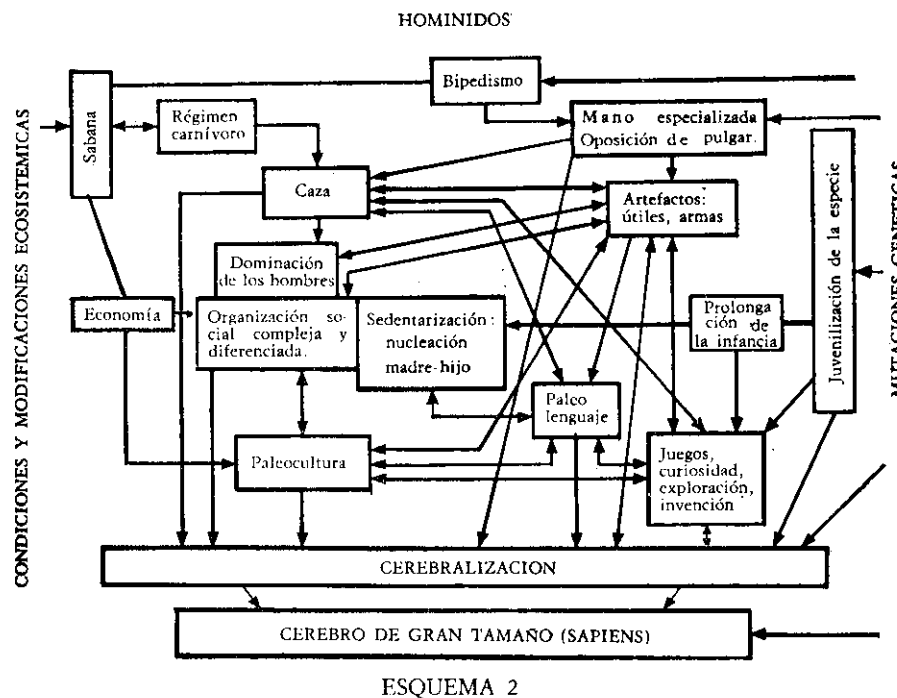 HOMINIDOS
CONDICIONES Y MODIFICACIONES ECOSISTEMICAS
Sabana
Bipedismo
Régimen
carnívoro
Mano especializada
Oposición de pulgar.
Caza
Artefactos:
útiles, armas
Juvenilización de la especie
MUTACIONES GENETICAS
Dominación
de los hombres
Economía
Organización so-
cial compleja y
diferenciada.
Sedentarización:
nucleación
madre-hijo
Prolonga
ción de
la infancia
Paleo
lenguaje
Paleocultura
Juegos,
curiosidad,
exploración,
invención
CEREBRALIZACION
CEREBRO DE GRAN TAMAÑO (SAPIENS)
ESQUEMA 2